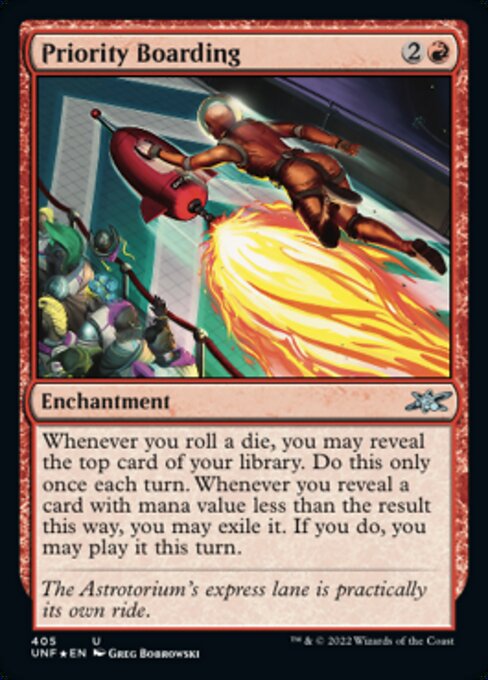 Priority Boarding 2
Enchantment
Whenever you roll a die, you may reveal
the top card of your library. Do this only
once each turn. Whenever you reveal a
card with mana value less than the result
this way, you may exile it. If you do, you
may play it this turn.
The Astrotorium's express lane is practically
its own ride.
405 U
™ & © 2022 Wizards of the Coast
UNF★EN Greg Bobrowski